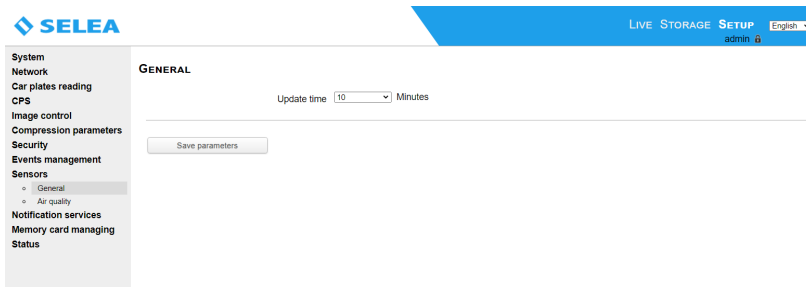 SELEA
LIVE STORAGE SETUP English
admin
System
Network
Car plates reading
CPS
Image control
Compression parameters
Security
Events management
Sensors
General
Air quality
Notification services
Memory card managing
Status
GENERAL
Update time 10 Minutes
Save parameters